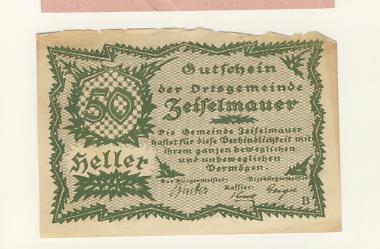 Gutschein
der Ortsgemeinde
Zeiselmauer
50
Heller
Die Gemeinde Zeiselmauer
haftet für diese Verbindlichkeit mit
ihrem ganzen beweglichen
und unbeweglichen
Vermögen
Der Bürgermeister: Vizebürgermeister:
Kassier:
B